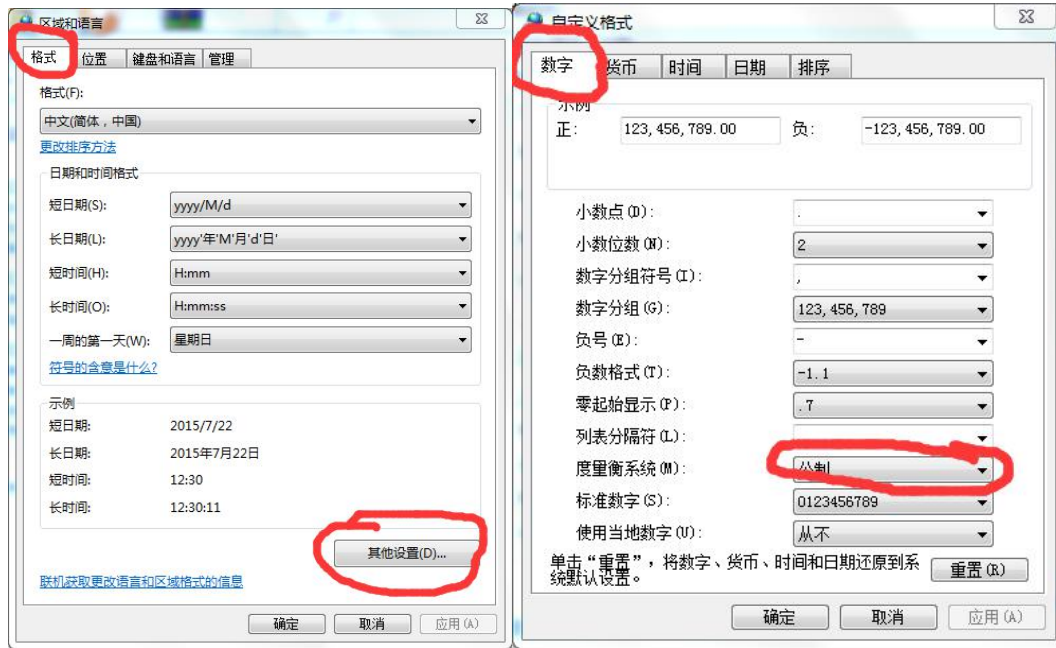 区域和语言
格式
位置
键盘和语言
管理
格式(F):
中文(简体，中国)
更改排序方法
日期和时间格式
短日期(S):
yyyy/M/d
长日期(L):
yyyy'年'M'月'd'日'
短时间(H):
H:mm
长时间(O):
H:mm:ss
一周的第一天(W):
星期日
符号的含意是什么?
示例
短日期:
2015/7/22
长日期:
2015年7月22日
短时间:
12:30
长时间:
12:30:11
其他设置(D)...
联机获取更改语言和区域格式的信息
确定
取消
应用(A)
自定义格式
数字
货币
时间
日期
排序
示例
正:
123,456,789.00
负:
-123,456,789.00
小数点(D):
.
小数位数(N):
2
数字分组符号(I):
,
数字分组(G):
123,456,789
负号(E):
-
负数格式(T):
-1.1
零起始显示(P):
.7
列表分隔符(L):
度量衡系统(M):
公制
标准数字(S):
0123456789
使用当地数字(U):
从不
单击“重置”，将数字、货币、时间和日期还原到系
统默认设置。
重置(R)
确定
取消
应用(A)